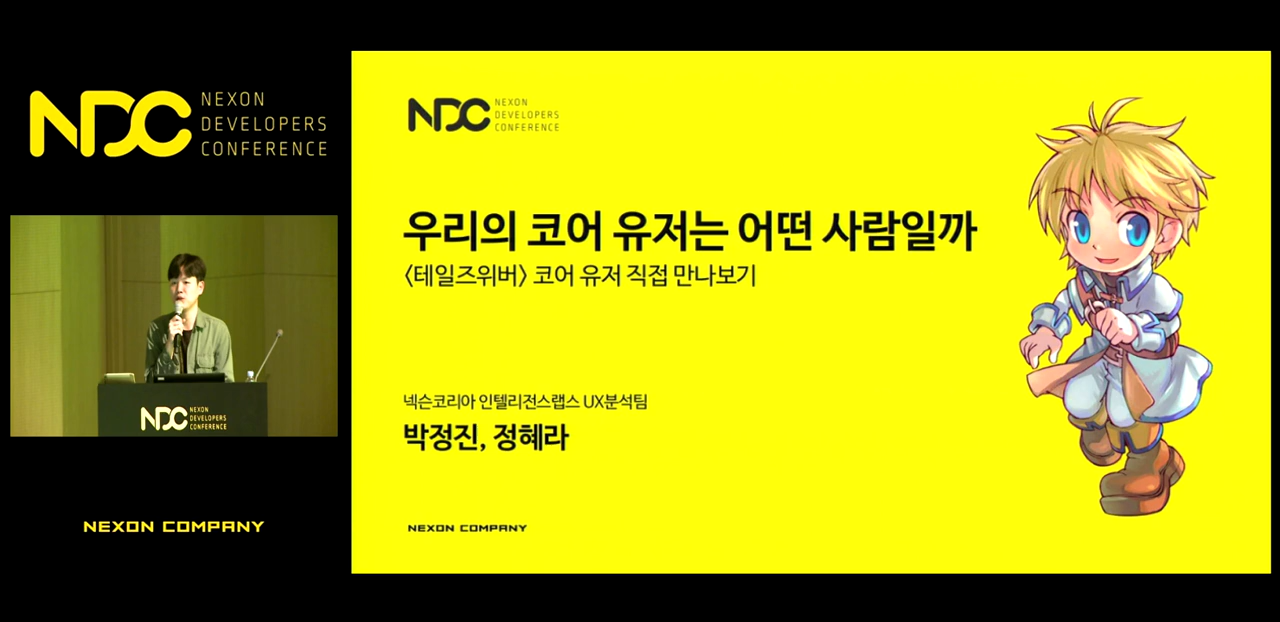 NDC NEXON
DEVELOPERS
CONFERENCE
NDC NEXON
DEVELOPERS
CONFERENCE
NEXON COMPANY
NDC NEXON
DEVELOPERS
CONFERENCE
우리의 코어 유저는 어떤 사람일까
<테일즈위버> 코어 유저 직접 만나보기
넥슨코리아 인텔리전스랩스 UX분석팀
박정진, 정혜라
NEXON COMPANY